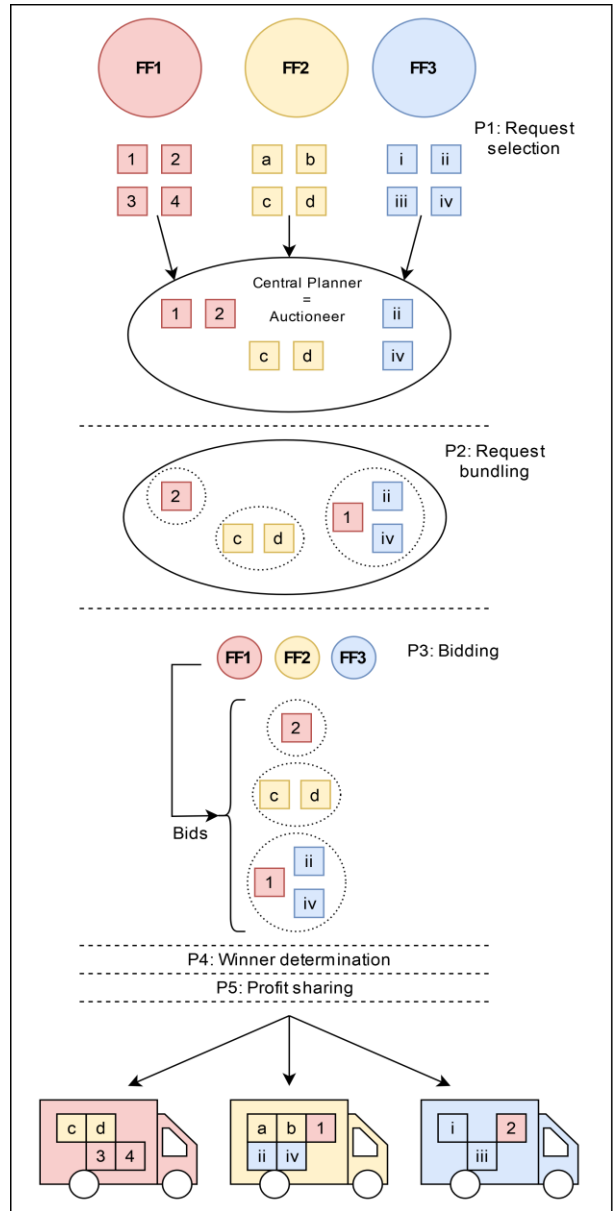 FF1 FF2 FF3
P1: Request
selection
1 2 a b i ii
3 4 c d iii iv
Central Planner
=
Auctioneer
1 2 ii
c d iv
P2: Request
bundling
2 ii
1
c d iv
P3: Bidding
FF1 FF2 FF3
2
c d
Bids
ii
1
iv
P4: Winner determination
P5: Profit sharing
c d a b 1 i 2
3 4 ii iv iii